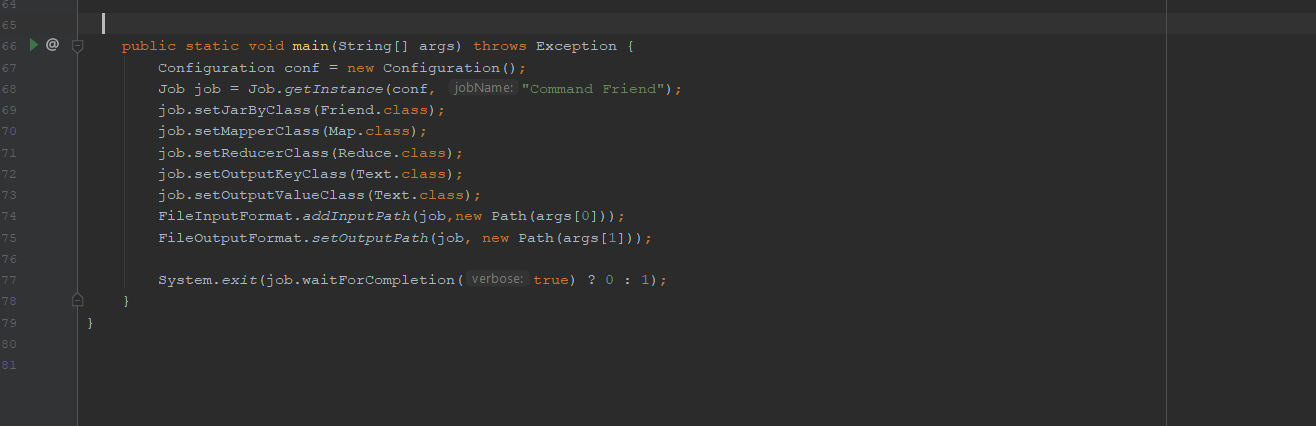 64
65
66 @ public static void main(String[] args) throws Exception {
67 Configuration conf = new Configuration();
68 Job job = Job.getInstance(conf, jobName: "Command Friend");
69 job.setJarByClass(Friend.class);
70 job.setMapperClass(Map.class);
71 job.setReducerClass(Reduce.class);
72 job.setOutputKeyClass(Text.class);
73 job.setOutputValueClass(Text.class);
74 FileInputFormat.addInputPath(job,new Path(args[0]));
75 FileOutputFormat.setOutputPath(job, new Path(args[1]));
76
77 System.exit(job.waitForCompletion( verbose: true) ? 0 : 1);
78 }
79 }
80
81